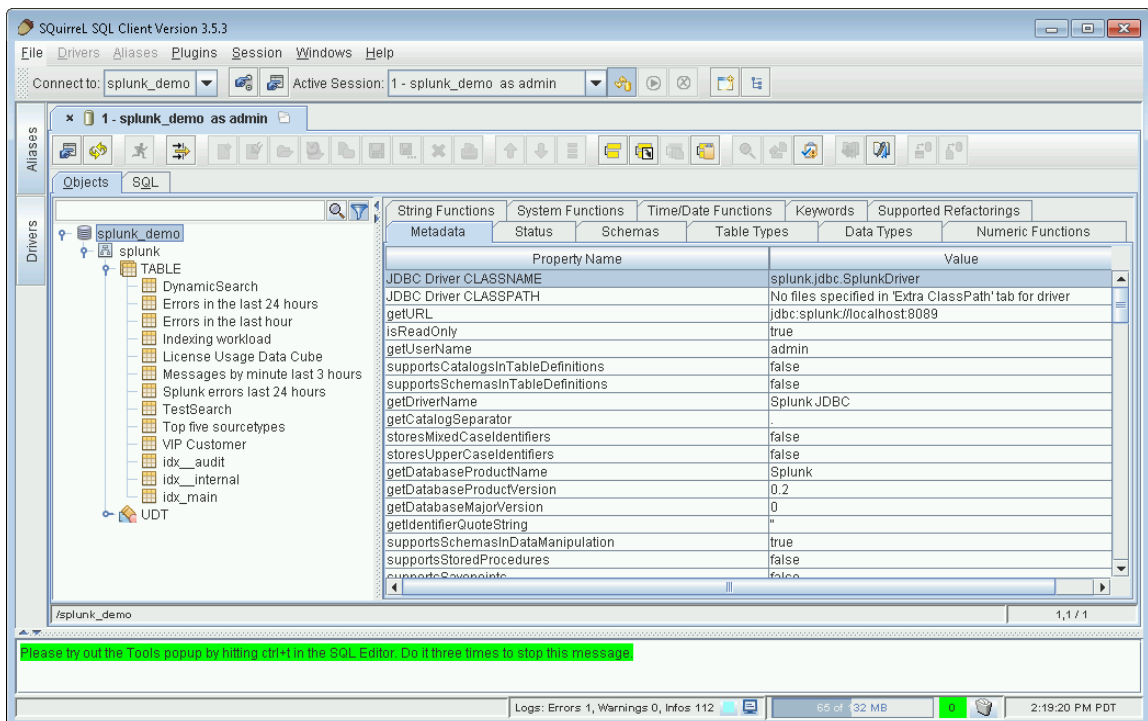 SQuirreL SQL Client Version 3.5.3
File Drivers Aliases Plugins Session Windows Help
Connect to: splunk_demo Active Session: 1 - splunk_demo as admin
Aliases
Drivers
1 - splunk_demo as admin
Objects SQL
splunk_demo
splunk
TABLE
DynamicSearch
Errors in the last 24 hours
Errors in the last hour
Indexing workload
License Usage Data Cube
Messages by minute last 3 hours
Splunk errors last 24 hours
TestSearch
Top five sourcetypes
VIP Customer
idx__audit
idx__internal
idx_main
UDT
String Functions System Functions Time/Date Functions Keywords Supported Refactorings
Metadata Status Schemas Table Types Data Types Numeric Functions
Property Name Value
JDBC Driver CLASSNAME splunk.jdbc.SplunkDriver
JDBC Driver CLASSPATH No files specified in 'Extra ClassPath' tab for driver
getURL jdbc:splunk://localhost:8089
isReadOnly true
getUserName admin
supportsCatalogsInTableDefinitions false
supportsSchemasInTableDefinitions false
getDriverName Splunk JDBC
getCatalogSeparator .
storesMixedCaseIdentifiers false
storesUpperCaseIdentifiers false
getDatabaseProductName Splunk
getDatabaseProductVersion 0.2
getDatabaseMajorVersion 0
getIdentifierQuoteString "
supportsSchemasInDataManipulation true
supportsStoredProcedures false
supportsSavepoints false
/splunk_demo 1,1 / 1
Please try out the Tools popup by hitting ctrl+t in the SQL Editor. Do it three times to stop this message.
Logs: Errors 1, Warnings 0, Infos 112 65 of 132 MB 0 2:19:20 PM PDT